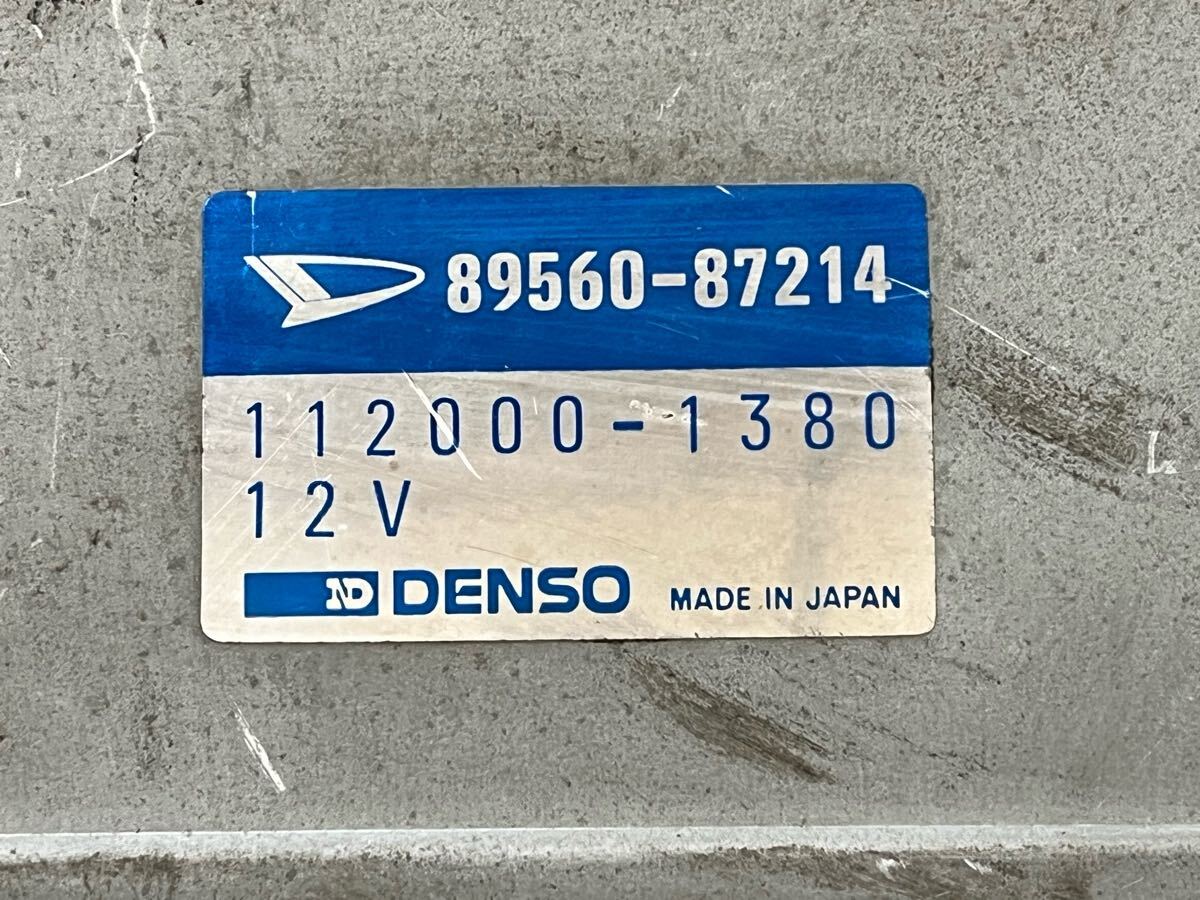 89560-87214
112000-1380
12V
ND DENSO MADE IN JAPAN